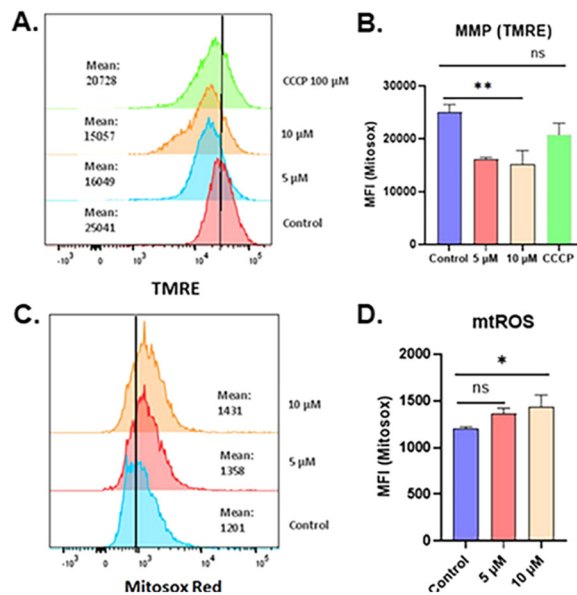 A.
Mean:
20728
CCCP 100 µM
Mean:
15057
10 µM
Mean:
16049
5 µM
Mean:
25041
Control
-10³ 0 10³ 10⁴ 10⁵
TMRE
B.
MMP (TMRE)
ns
**
MFI (Mitosox)
30000
20000
10000
0
Control 5 µM 10 µM CCCP
C.
Mean:
1431
10 µM
Mean:
1358
5 µM
Mean:
1201
Control
-10³ 0 10³ 10⁴ 10⁵
Mitosox Red
D.
mtROS
*
ns
MFI (Mitosox)
2000
1500
1000
500
0
Control 5 µM 10 µM